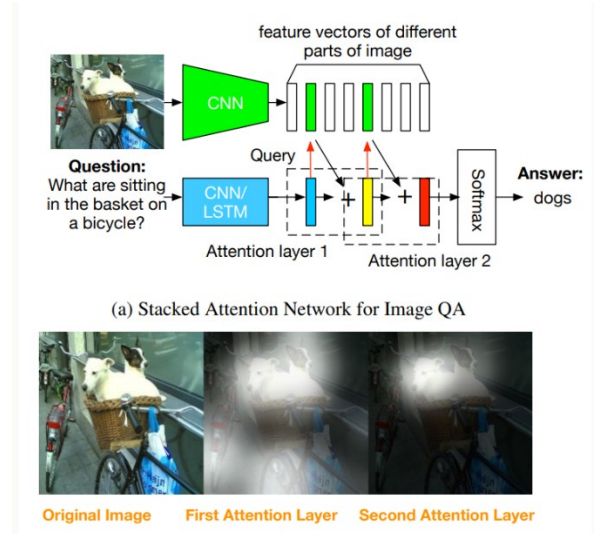 feature vectors of different
parts of image
CNN
Question:
What are sitting
in the basket on
a bicycle?
CNN/
LSTM
Query
+
+
Softmax
Answer:
dogs
Attention layer 1
Attention layer 2
(a) Stacked Attention Network for Image QA
Original Image
First Attention Layer
Second Attention Layer